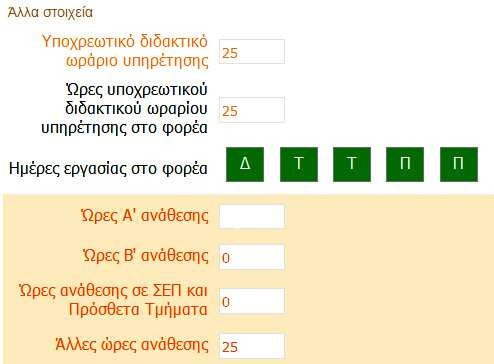 Άλλα στοιχεία
Υποχρεωτικό διδακτικό
ωράριο υπηρέτησης
25
Ώρες υποχρεωτικού
διδακτικού ωραρίου
υπηρέτησης στο φορέα
25
Ημέρες εργασίας στο φορέα Δ Τ Τ Π Π
Ώρες Α' ανάθεσης
Ώρες Β' ανάθεσης 0
Ώρες ανάθεσης σε ΣΕΠ και
Πρόσθετα Τμήματα
0
Άλλες ώρες ανάθεσης 25